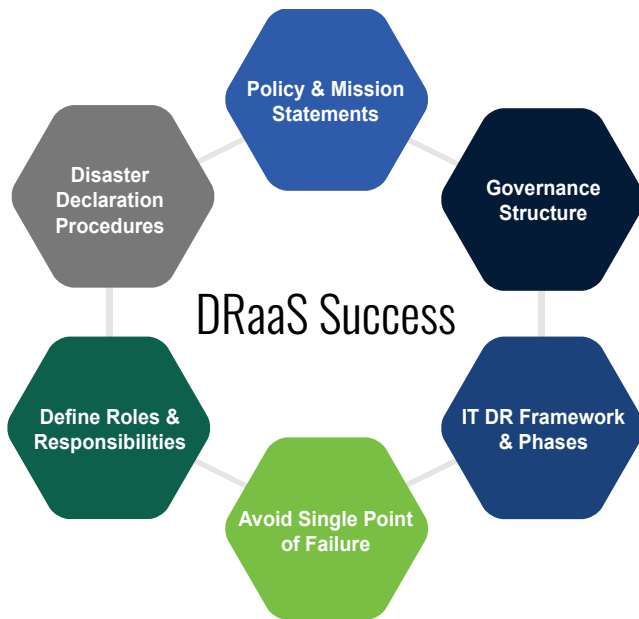 Policy & Mission
Statements
Governance
Structure
IT DR Framework
& Phases
Avoid Single Point
of Failure
Define Roles &
Responsibilities
Disaster
Declaration
Procedures
DRaaS Success